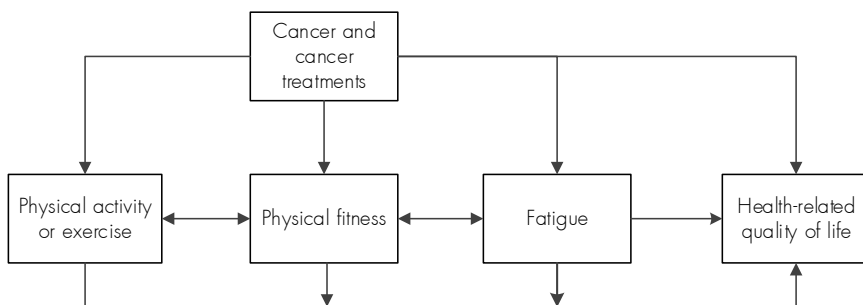 Cancer and
cancer
treatments
Physical activity
or exercise
Physical fitness
Fatigue
Health-related
quality of life